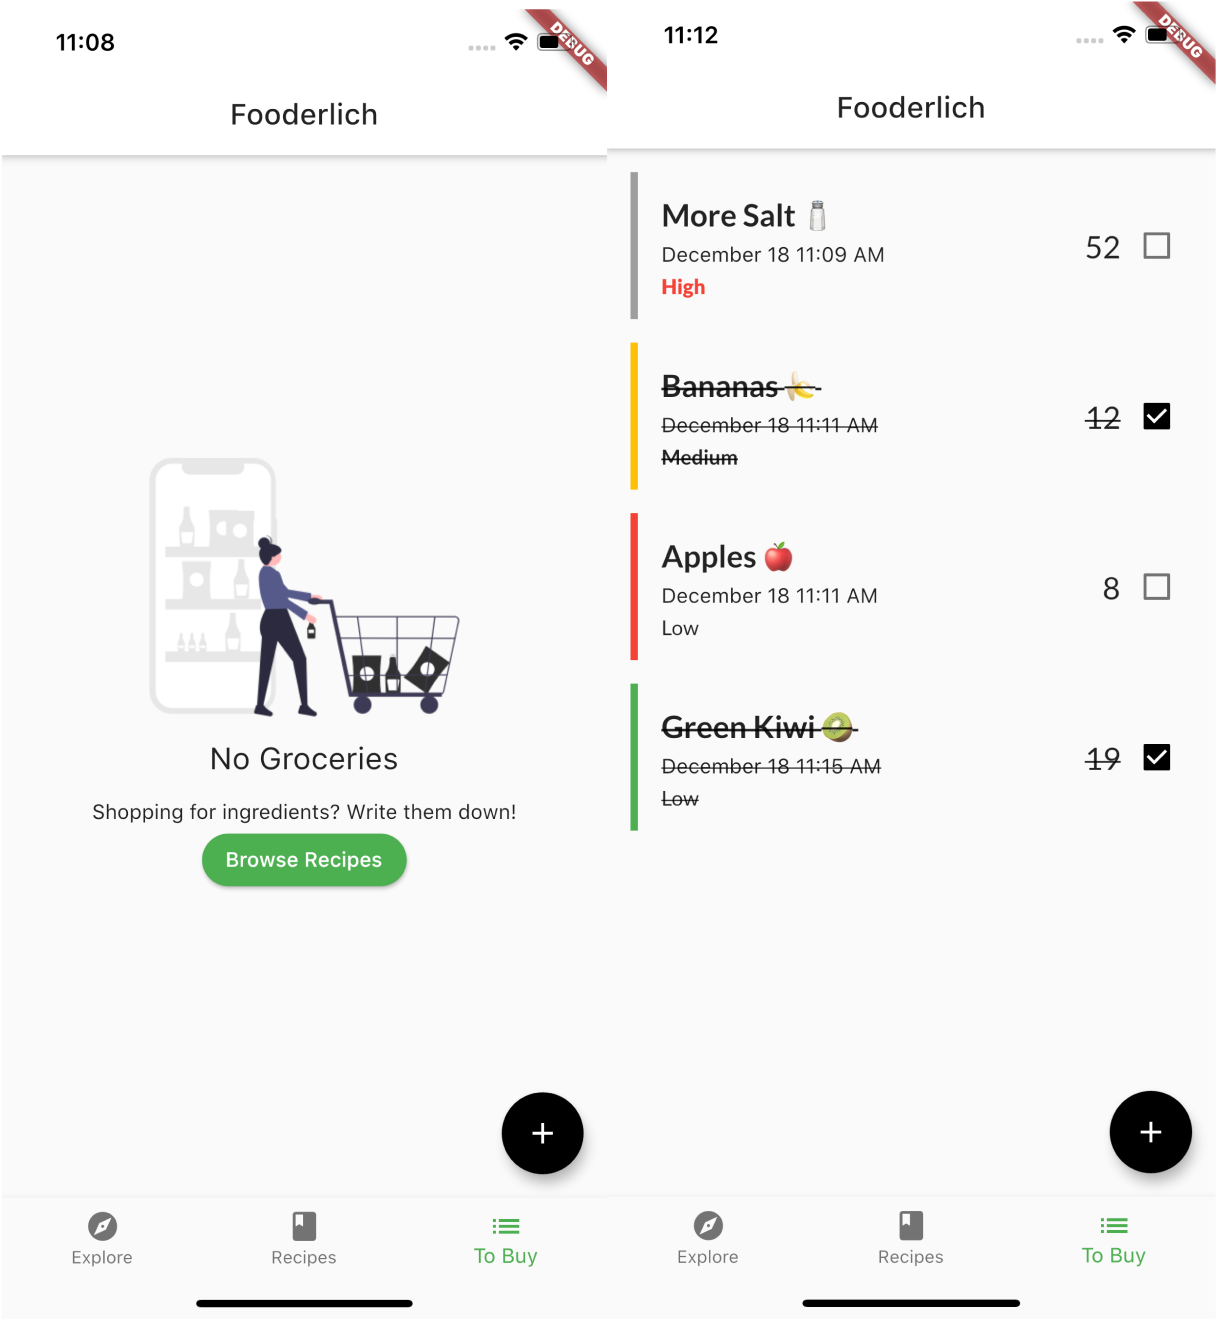 11:08
DEBUG
Fooderlich
No Groceries
Shopping for ingredients? Write them down!
Browse Recipes
+
Explore
Recipes
To Buy
11:12
DEBUG
Fooderlich
More Salt
December 18 11:09 AM
High
52
Bananas
December 18 11:11 AM
Medium
12
Apples
December 18 11:11 AM
Low
8
Green Kiwi
December 18 11:15 AM
Low
19
+
Explore
Recipes
To Buy